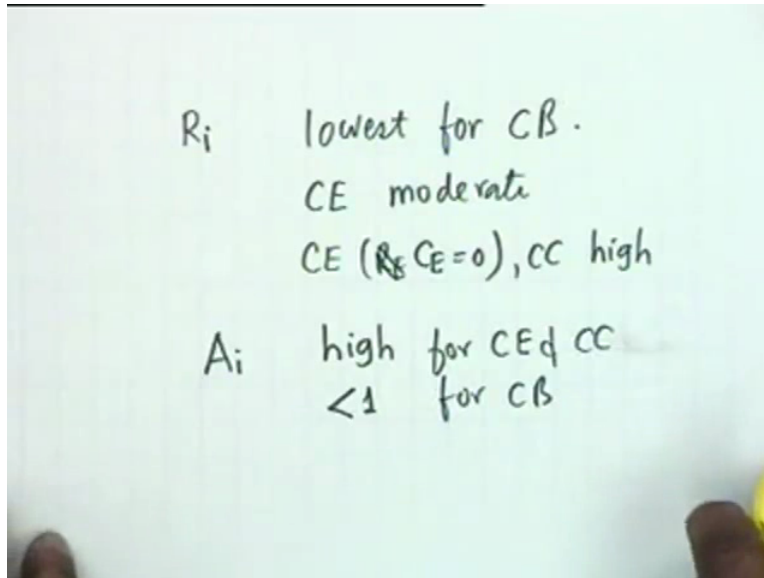 Ri lowest for CB.
CE moderate
CE (CE=0), CC high
Ai high for CE & CC
<1 for CB